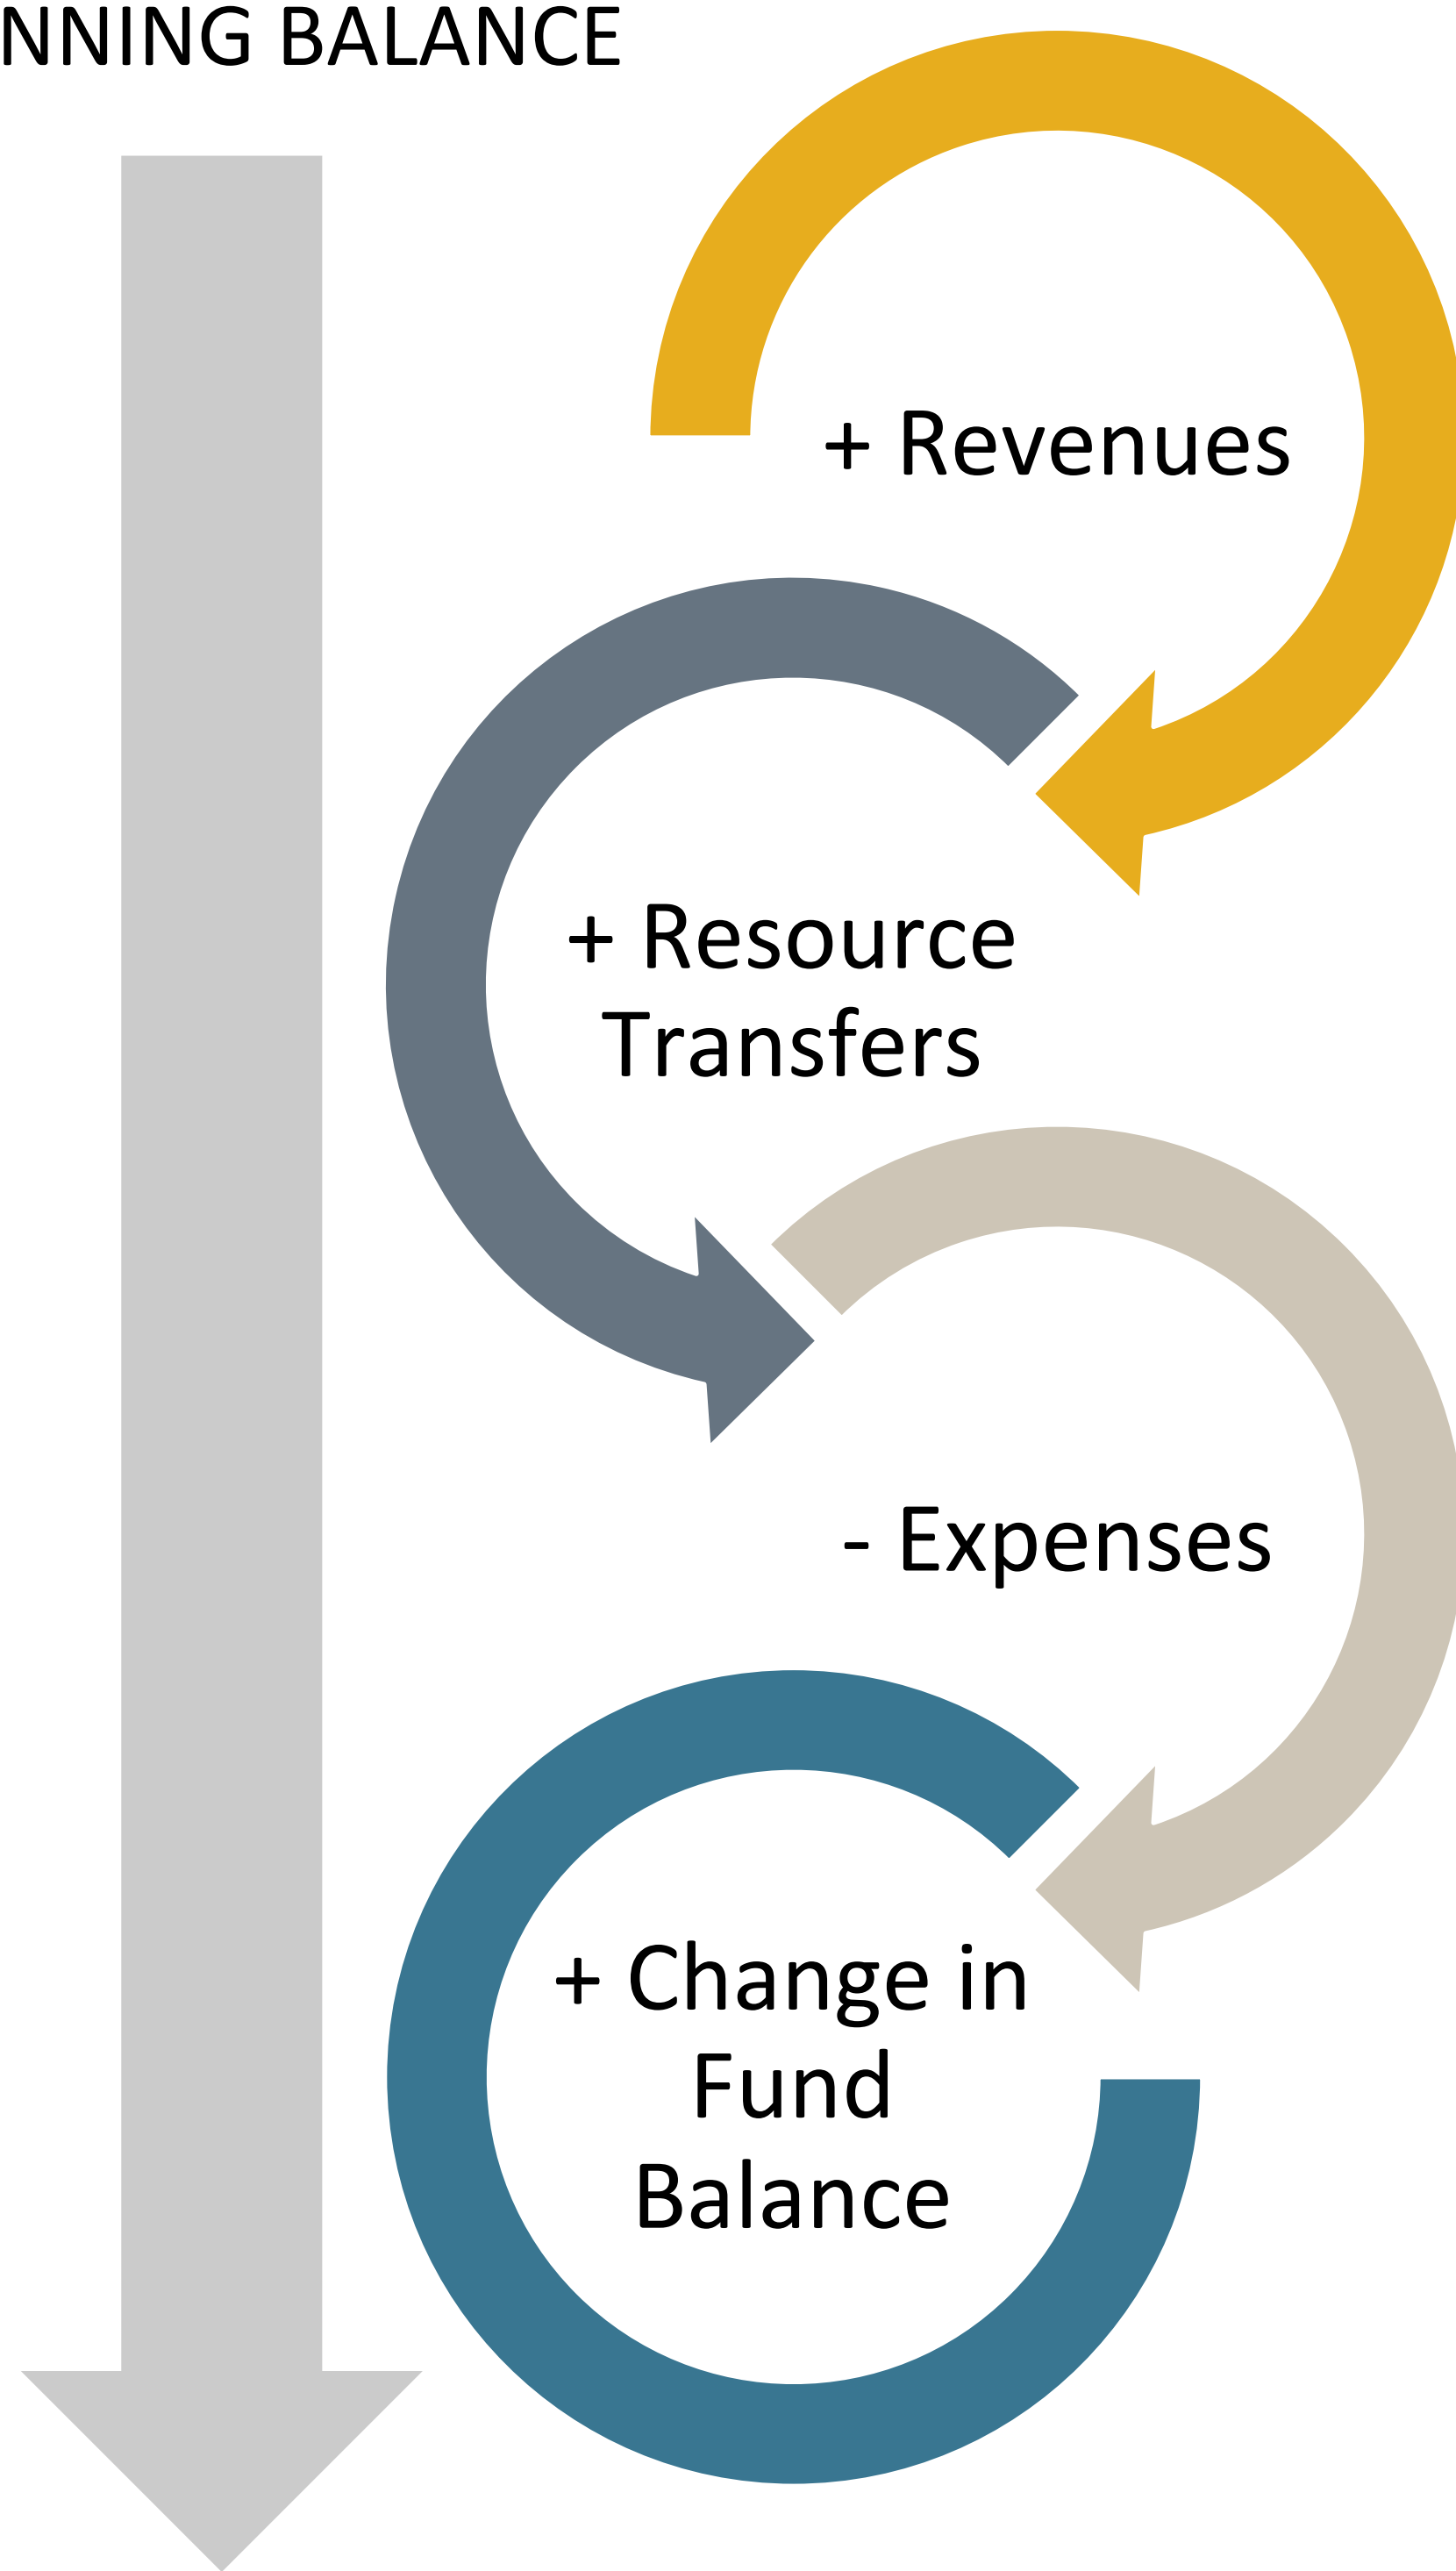 NNING BALANCE
+ Revenues
+ Resource
Transfers
- Expenses
+ Change in
Fund
Balance